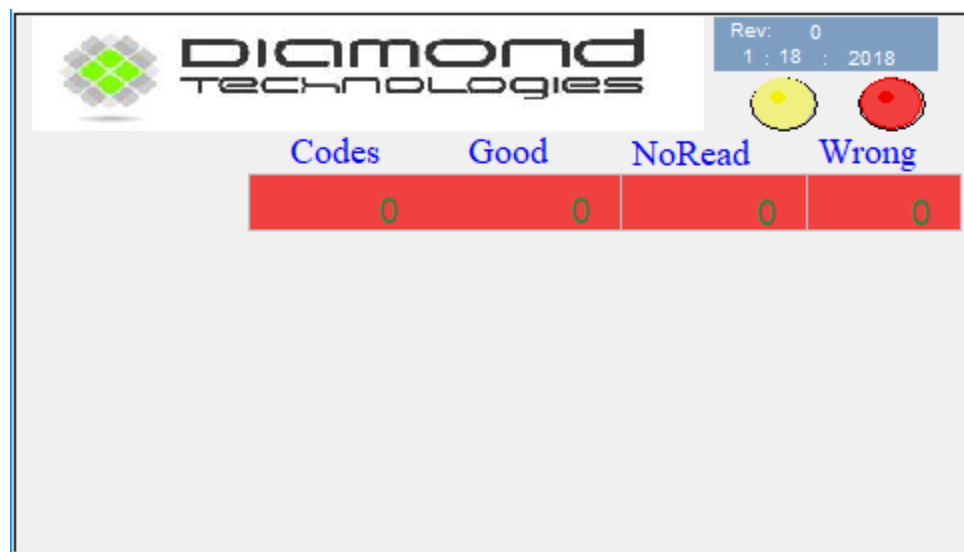 Diamond
Technologies
Rev: 0
1 : 18 : 2018
Codes Good NoRead Wrong
0 0 0 0